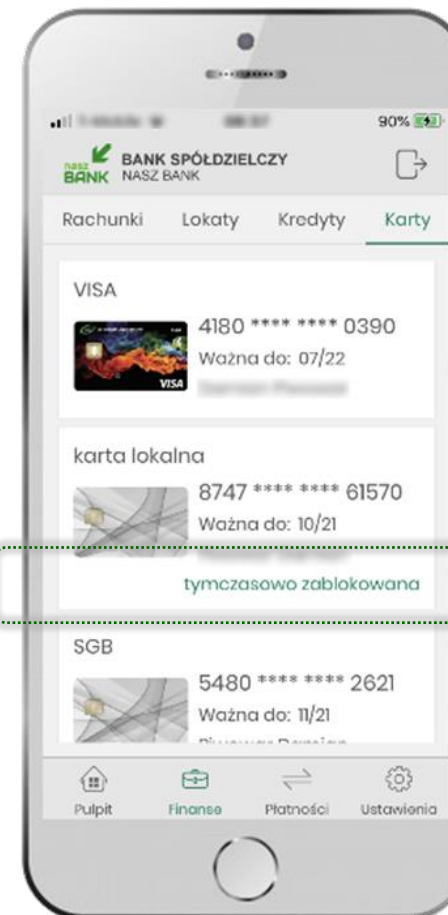 90%
nasz BANK
BANK SPÓŁDZIELCZY
NASZ BANK
Rachunki Lokaty Kredyty Karty
VISA
4180 **** **** 0390
Ważna do: 07/22
VISA
karta lokalna
8747 **** **** 61570
Ważna do: 10/21
tymczasowo zablokowana
SGB
5480 **** **** 2621
Ważna do: 11/21
Pulpit Finanse Płatności Ustawienia